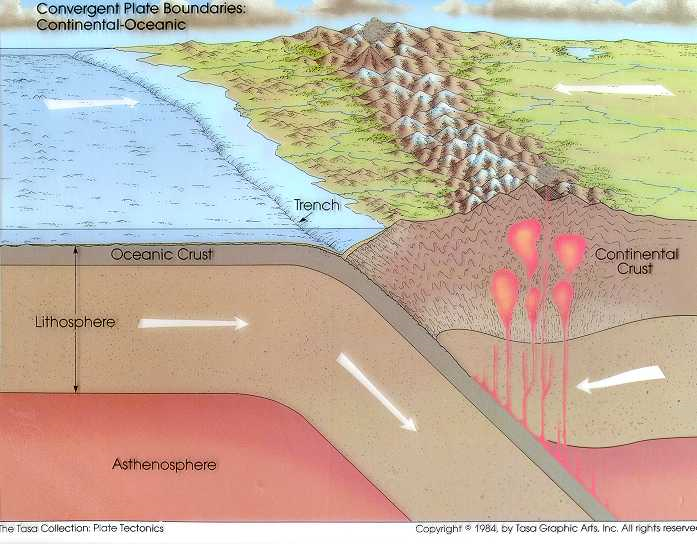 Convergent Plate Boundaries:
Continental-Oceanic
Trench
Oceanic Crust
Continental
Crust
Lithosphere
Asthenosphere
The Tasa Collection: Plate Tectonics
Copyright © 1984, by Tasa Graphic Arts, Inc. All rights reserve